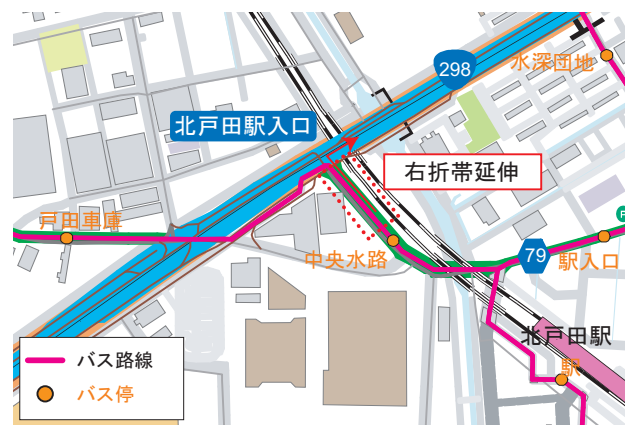 298
水深団地
北戸田駅入口
右折帯延伸
戸田車庫
中央水路
79
駅入口
P
北戸田駅
駅
バス路線
バス停